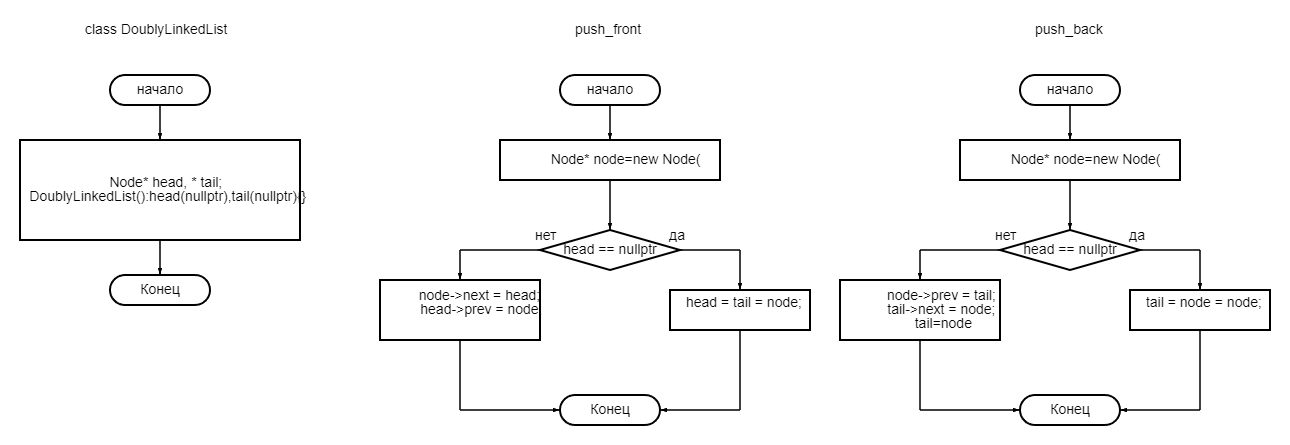 class DoublyLinkedList
начало
Node* head, * tail;
DoublyLinkedList():head(nullptr),tail(nullptr){}
Конец
push_front
начало
Node* node=new Node(
head == nullptr
нет
да
node->next = head;
head->prev = node
head = tail = node;
Конец
push_back
начало
Node* node=new Node(
head == nullptr
нет
да
node->prev = tail;
tail->next = node;
tail=node
tail = node = node;
Конец